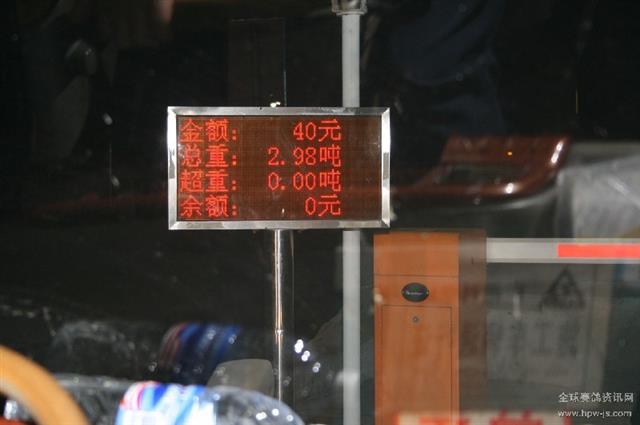 金额: 40元
总重: 2.98吨
超重: 0.00吨
余额: 0元
全球赛鸽资讯网
www.hpw-js.com